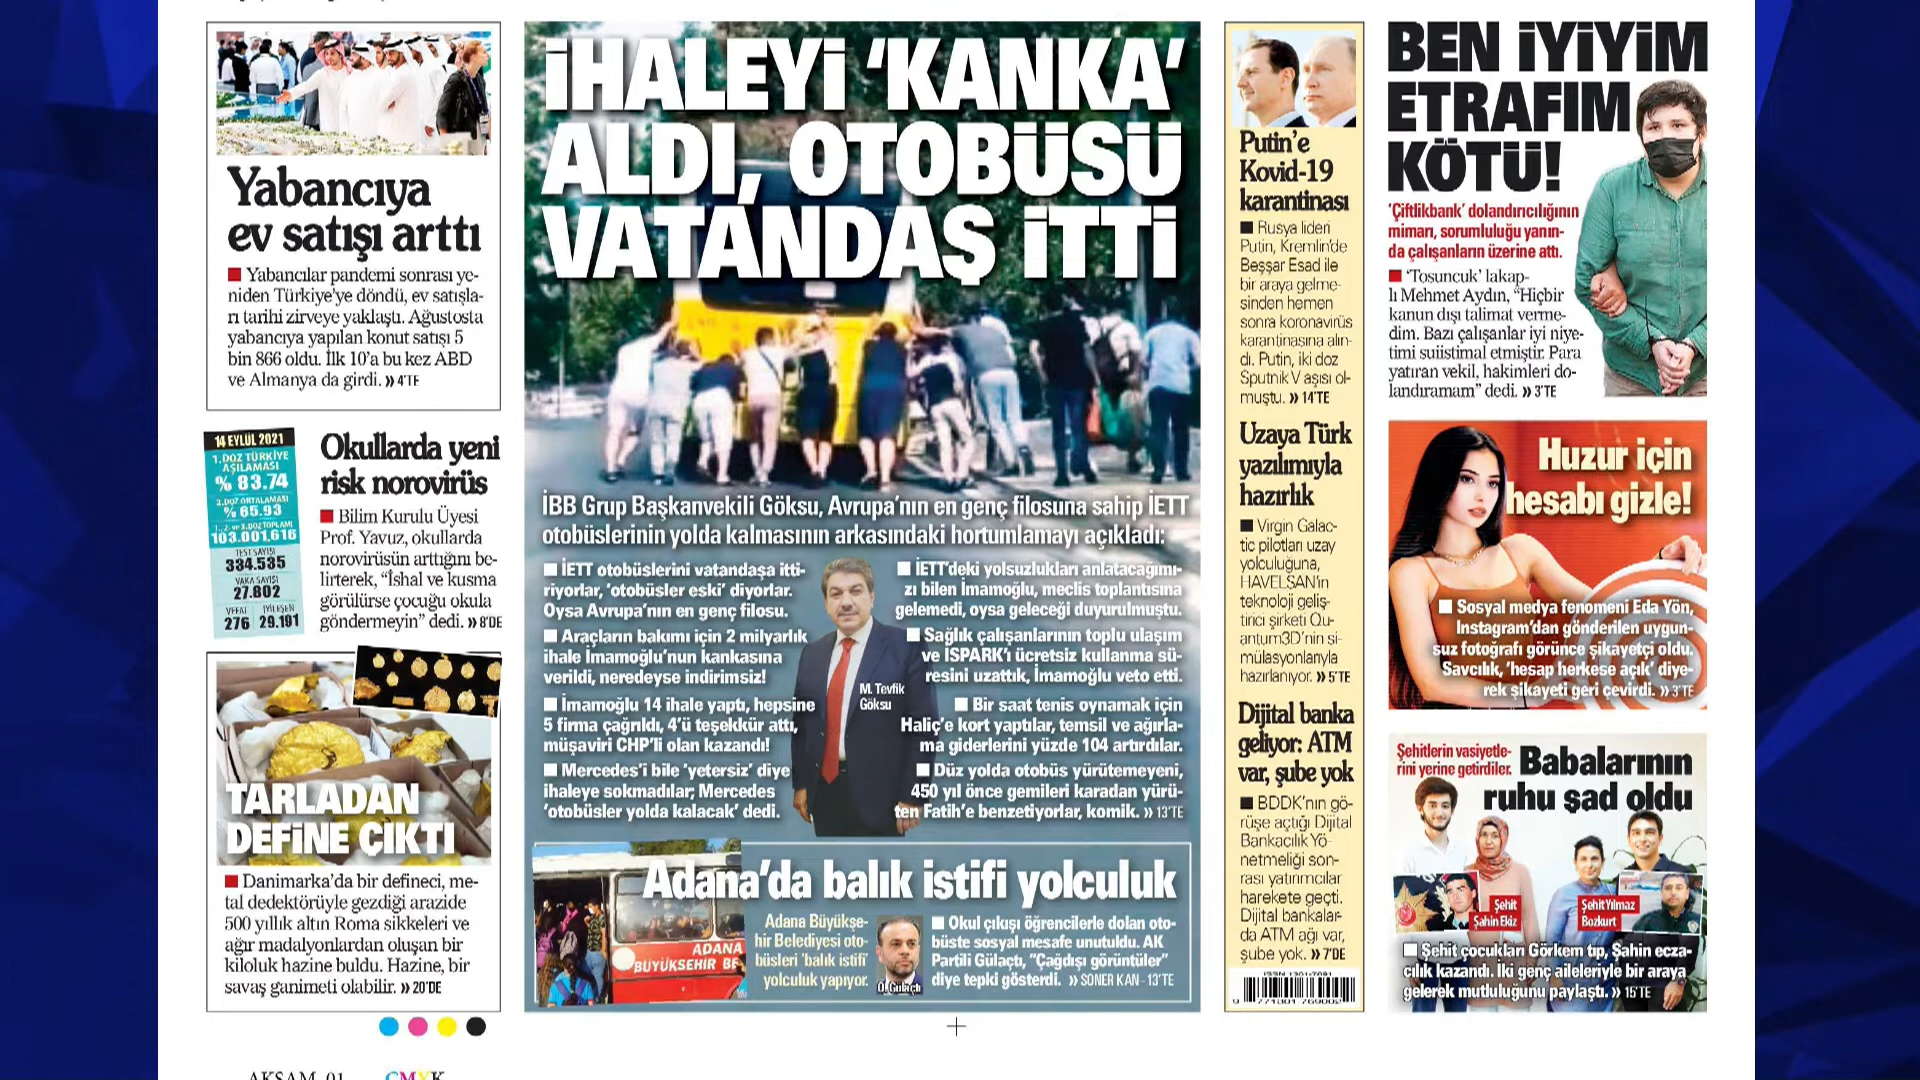 Yabancıya
ev satışı arttı
Yabancılar pandemi sonrası ye-
niden Türkiye'ye döndü, ev satışla-
rı tarihi zirveye yaklaştı. Ağustosta
yabancıya yapılan konut satışı 5
bin 866 oldu. İlk 10'a bu kez ABD
ve Almanya da girdi. » 4'TE
14 EYLÜL 2021
1. DOZ TÜRKİYE
AŞILAMASI
% 83.74
2. DOZ ORTALAMASI
% 65.93
1., 2. ve 3. DOZ TOPLAMI
103.001.616
TEST SAYISI
334.535
VAKA SAYISI
27.802
VEFAT İYİLEŞEN
276 29.191
Okullarda yeni
risk norovirüs
Bilim Kurulu Üyesi
Prof. Yavuz, okullarda
norovirüsün arttığını be-
lirterek, “İshal ve kusma
görülürse çocuğu okula
göndermeyin” dedi. » 8'DE
TARLADAN
DEFİNE ÇIKTI
Danimarka'da bir defineci, me-
tal dedektörüyle gezdiği arazide
500 yıllık altın Roma sikkeleri ve
ağır madalyonlardan oluşan bir
kiloluk hazine buldu. Hazine, bir
savaş ganimeti olabilir. » 20'DE
AKŞAM 01 CMYK
İHALEYİ ‘KANKA’
ALDI, OTOBÜSÜ
VATANDAŞ İTTİ
İBB Grup Başkanvekili Göksu, Avrupa'nın en genç filosuna sahip İETT
otobüslerinin yolda kalmasının arkasındaki hortumlamayı açıkladı:
İETT otobüslerini vatandaşa itti-
riyorlar, ‘otobüsler eski’ diyorlar.
Oysa Avrupa'nın en genç filosu.
Araçların bakımı için 2 milyarlık
ihale İmamoğlu'nun kankasına
verildi, neredeyse indirimsiz!
İmamoğlu 14 ihale yaptı, hepsine
5 firma çağrıldı, 4'ü teşekkür attı,
müşaviri CHP'li olan kazandı!
Mercedes'i bile ‘yetersiz’ diye
ihaleye sokmadılar; Mercedes
‘otobüsler yolda kalacak’ dedi.
M. Tevfik
Göksu
İETT'deki yolsuzlukları anlatacağımı-
zı bilen İmamoğlu, meclis toplantısına
gelemedi, oysa geleceği duyurulmuştu.
Sağlık çalışanlarının toplu ulaşım
ve İSPARK'ı ücretsiz kullanma sü-
resini uzattık, İmamoğlu veto etti.
Bir saat tenis oynamak için
Haliç'e kort yaptılar, temsil ve ağırla-
ma giderlerini yüzde 104 artırdılar.
Düz yolda otobüs yürütemeyeni,
450 yıl önce gemileri karadan yürü-
ten Fatih'e benzetiyorlar, komik. » 13'TE
Adana'da balık istifi yolculuk
ADANA
BÜYÜKŞEHİR BE
Adana Büyükşe-
hir Belediyesi oto-
büsleri ‘balık istifi’
yolculuk yapıyor.
Ö. Gülaçtı
Okul çıkışı öğrencilerle dolan oto-
büste sosyal mesafe unutuldu. AK
Partili Gülaçtı, “Çağdışı görüntüler”
diye tepki gösterdi. » SONER KAN - 13'TE
Putin'e
Kovid-19
karantinası
Rusya lideri
Putin, Kremlin'de
Beşşar Esad ile
bir araya gelme-
sinden hemen
sonra koronavirüs
karantinasına alın-
dı. Putin, iki doz
Sputnik V aşısı ol-
muştu. » 14'TE
Uzaya Türk
yazılımıyla
hazırlık
Virgin Galac-
tic pilotları uzay
yolculuğuna,
HAVELSAN'ın
teknoloji geliş-
tirici şirketi Qu-
antum3D'nin si-
mülasyonlarıyla
hazırlanıyor. » 5'TE
Dijital banka
geliyor: ATM
var, şube yok
BDDK'nın gö-
rüşe açtığı Dijital
Bankacılık Yö-
netmeliği son-
rası yatırımcılar
harekete geçti.
Dijital bankalar-
da ATM ağı var,
şube yok. » 7'DE
ISSN 1301-7691
9 771301 769002
BEN İYİYİM
ETRAFIM
KÖTÜ!
‘Çiftlikbank’ dolandırıcılığının
mimarı, sorumluluğu yanın-
da çalışanların üzerine attı.
‘Tosuncuk’ lakap-
lı Mehmet Aydın, “Hiçbir
kanun dışı talimat verme-
dim. Bazı çalışanlar iyi niye-
timi suiistimal etmiştir. Para
yatıran vekil, hakimleri do-
landıramam” dedi. » 3'TE
Huzur için
hesabı gizle!
Sosyal medya fenomeni Eda Yön,
Instagram'dan gönderilen uygun-
suz fotoğrafı görünce şikayetçi oldu.
Savcılık, ‘hesap herkese açık’ diye-
rek şikayeti geri çevirdi. » 3'TE
Şehitlerin vasiyetle-
rini yerine getirdiler.
Babalarının
ruhu şad oldu
Şehit
Şahin Ekiz
Şehit Yılmaz
Bozkurt
Şehit çocukları Görkem tıp, Şahin ecza-
cılık kazandı. İki genç aileleriyle bir araya
gelerek mutluluğunu paylaştı. » 15'TE